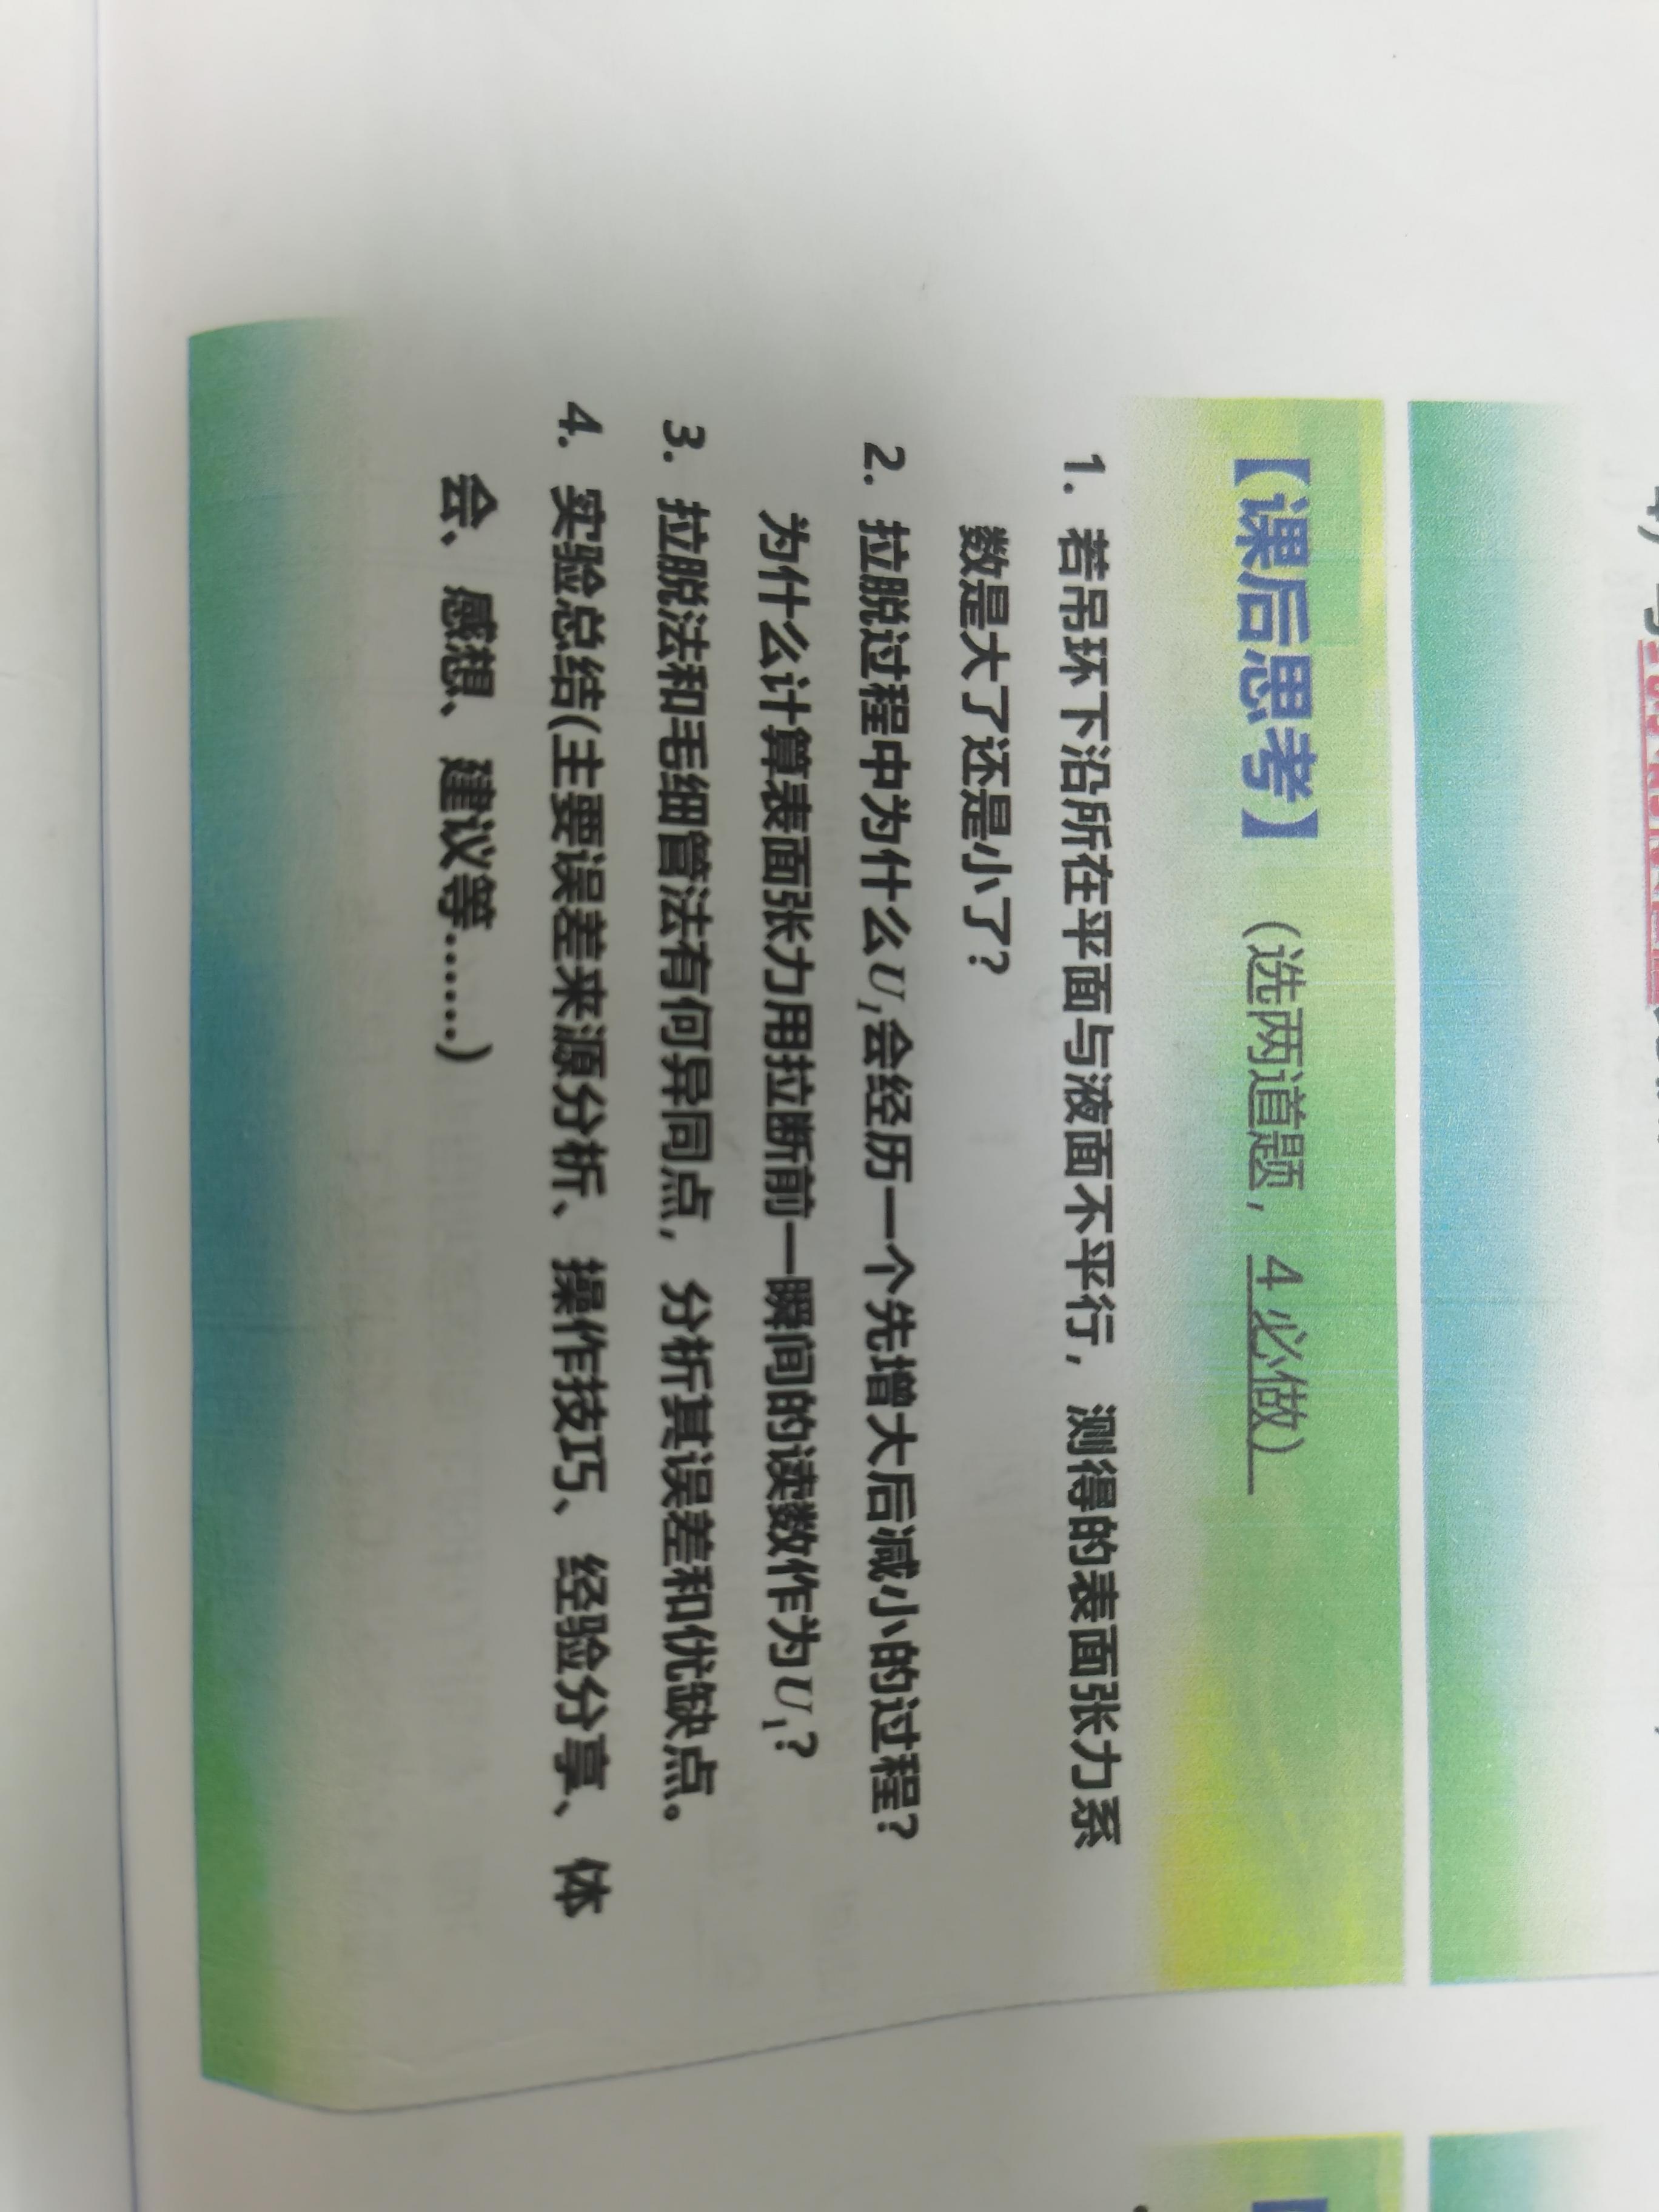 【课后思考】（选两道题，4 必做）
1. 若吊环下沿所在平面与液面不平行，测得的表面张力系
数是大了还是小了？
2. 拉脱过程中为什么U₁会经历一个先增大后减小的过程？
为什么计算表面张力用拉断前一瞬间的读数作为U₁？
3. 拉脱法和毛细管法有何异同点，分析其误差和优缺点。
4. 实验总结(主要误差来源分析、操作技巧、经验分享、体
会、感想、建议等……)